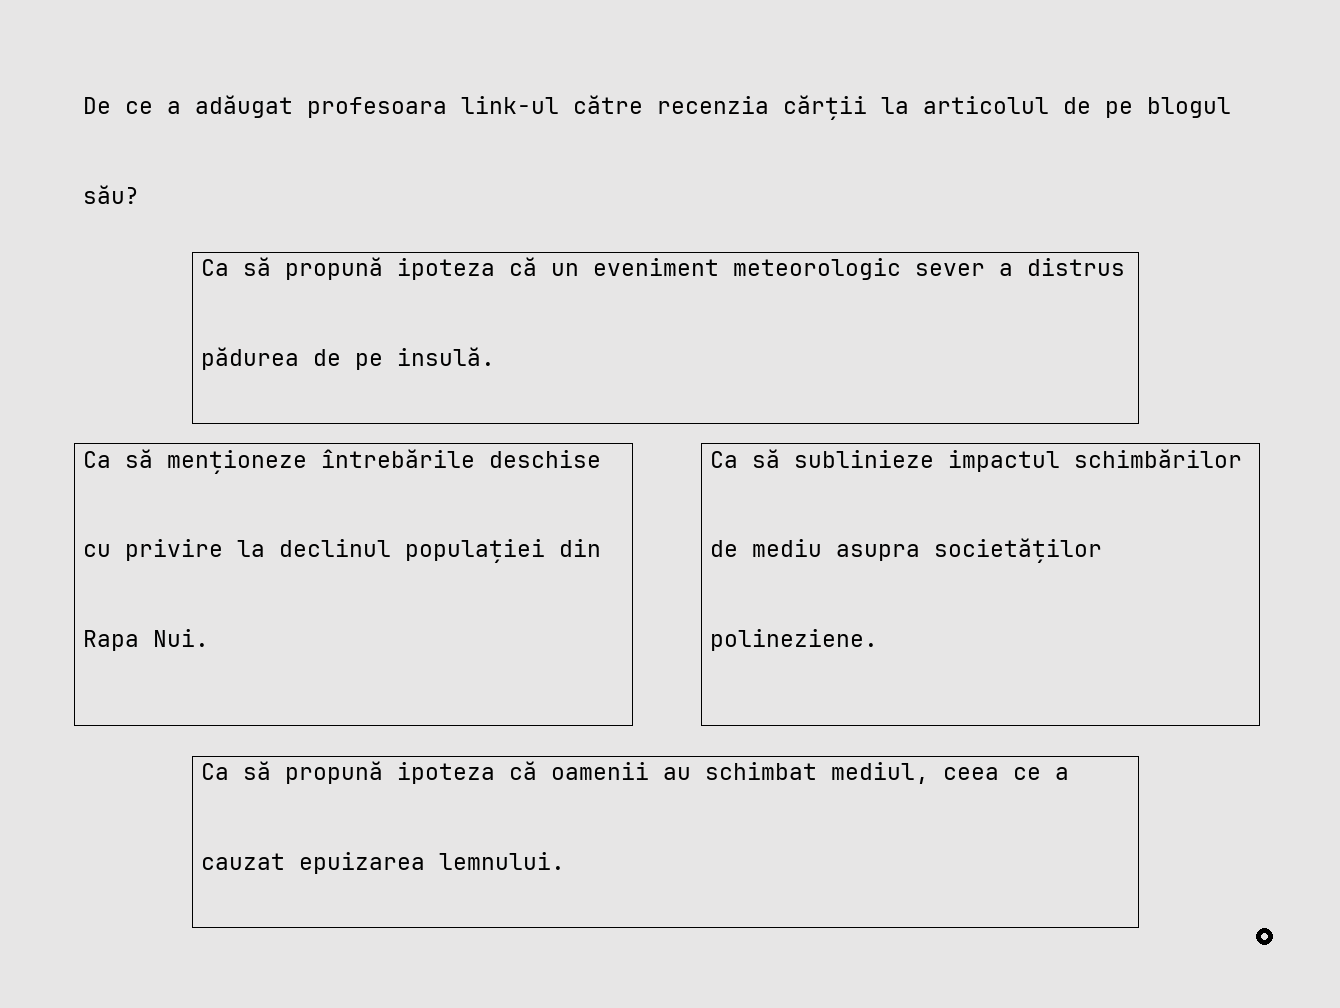 De ce a adăugat profesoara link-ul către recenzia cărții la articolul de pe blogul
său?
Ca să propună ipoteza că un eveniment meteorologic sever a distrus
pădurea de pe insulă.
Ca să menționeze întrebările deschise
cu privire la declinul populației din
Rapa Nui.
Ca să sublinieze impactul schimbărilor
de mediu asupra societăților
polineziene.
Ca să propună ipoteza că oamenii au schimbat mediul, ceea ce a
cauzat epuizarea lemnului.